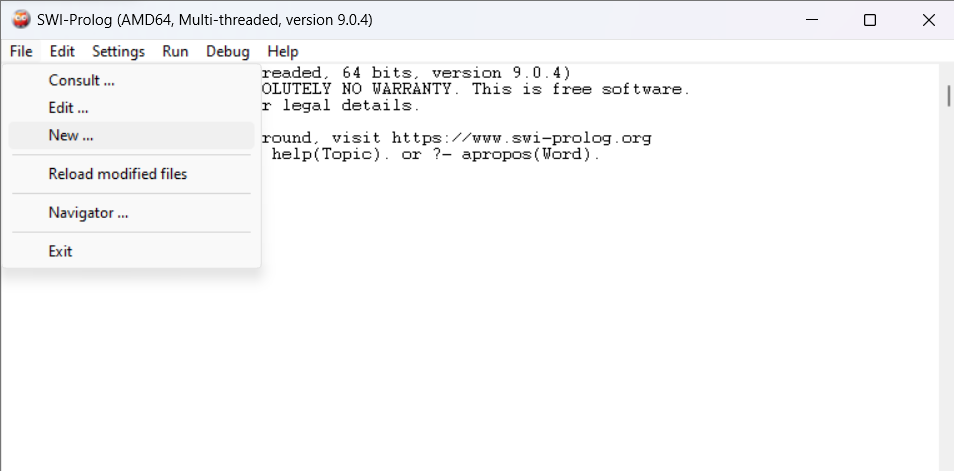 SWI-Prolog (AMD64, Multi-threaded, version 9.0.4)
File Edit Settings Run Debug Help
Consult ...
Edit ...
New ...
Reload modified files
Navigator ...
Exit
readed, 64 bits, version 9.0.4)
OLUTELY NO WARRANTY. This is free software.
r legal details.
round, visit https://www.swi-prolog.org
help(Topic). or ?- apropos(Word).